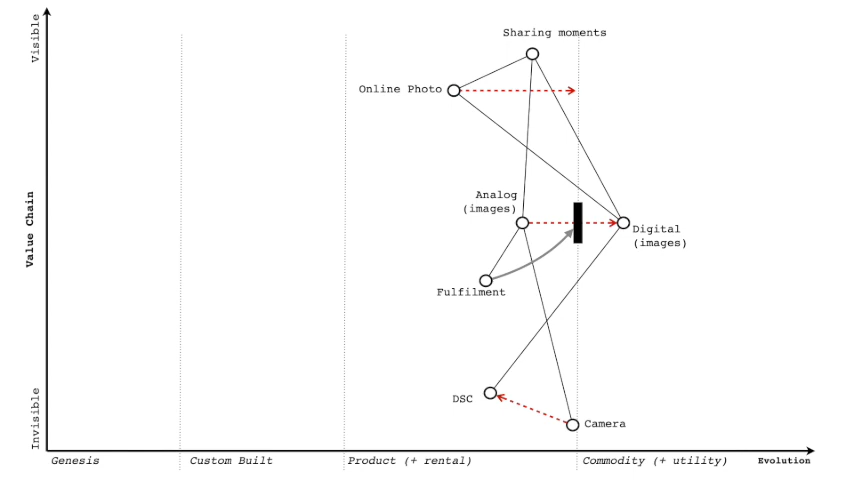 Visible
Sharing moments
Online Photo
Value Chain
Analog
(images)
Digital
(images)
Fulfilment
Invisible
DSC
Camera
Genesis
Custom Built
Product (+ rental)
Commodity (+ utility)
Evolution